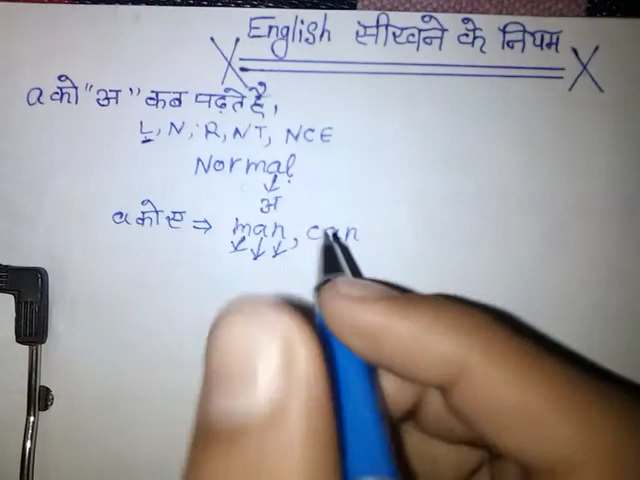 English सीखने के नियम
a को "अ" कब पढ़ते है,
L, N, R, NT, NCE
Normal
अ
a को ए ⇒ man, can